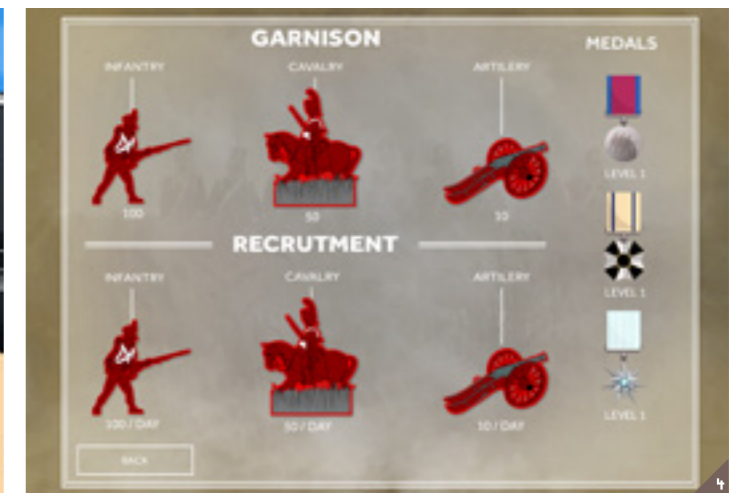 GARNISON
MEDALS
INFANTRY
CAVALRY
ARTILERY
100
50
10
LEVEL 1
RECRUTMENT
INFANTRY
CAVALRY
ARTILERY
LEVEL 1
100 / DAY
50 / DAY
10 / DAY
LEVEL 1
BACK
4